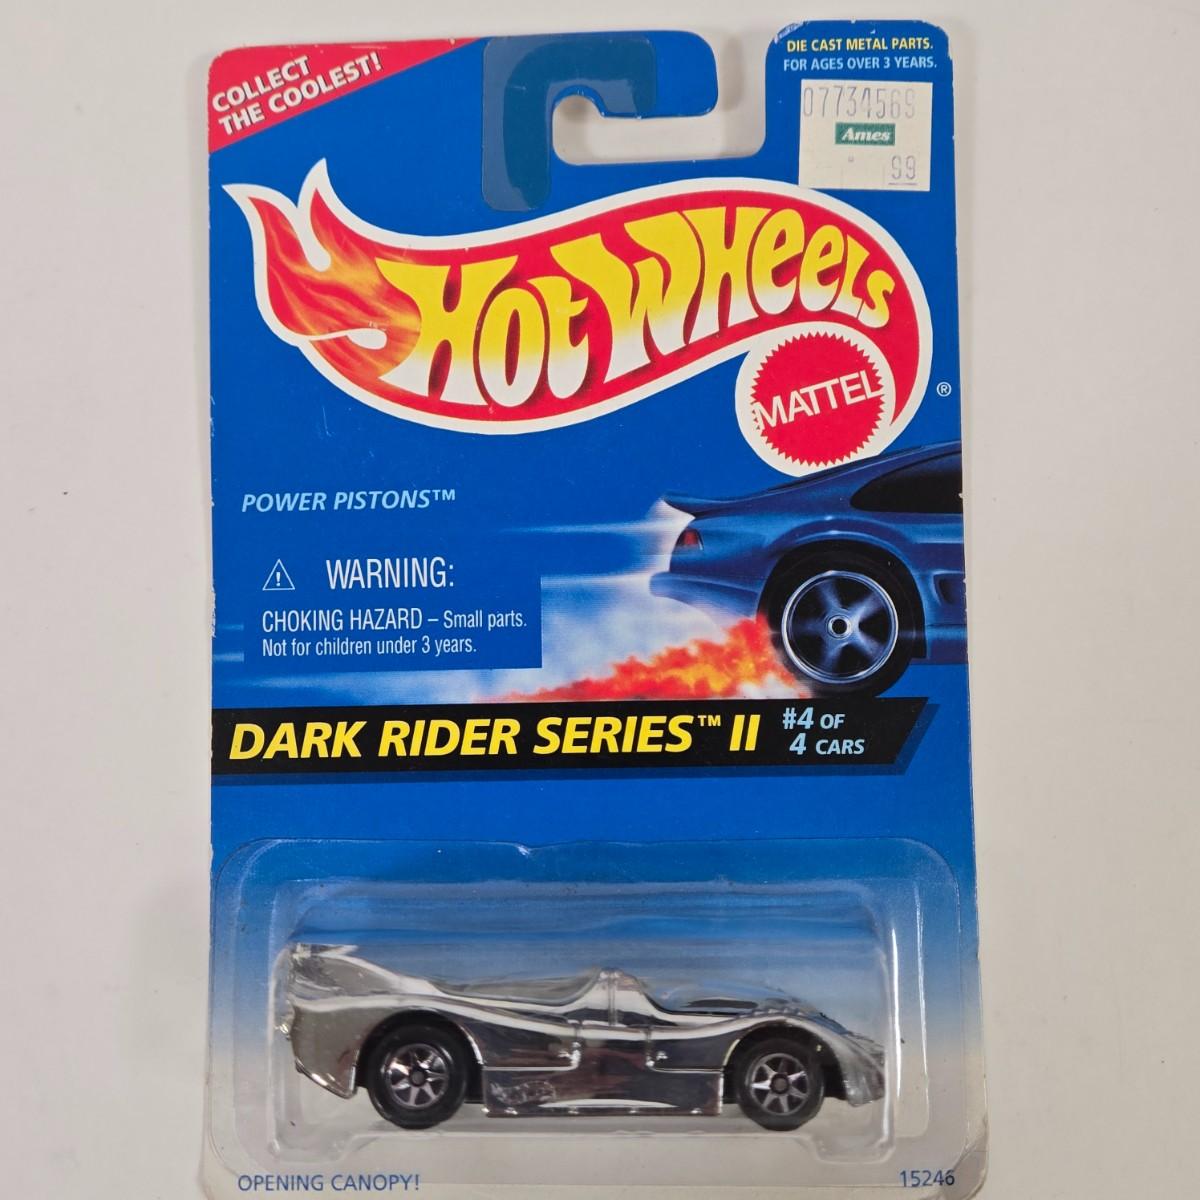 COLLECT
THE COOLEST!
DIE CAST METAL PARTS.
FOR AGES OVER 3 YEARS.
07734569
Ames
99
HOT WHEELS
MATTEL
®
POWER PISTONS™
WARNING:
CHOKING HAZARD – Small parts.
Not for children under 3 years.
DARK RIDER SERIES™ II
#4 OF
4 CARS
OPENING CANOPY!
15246